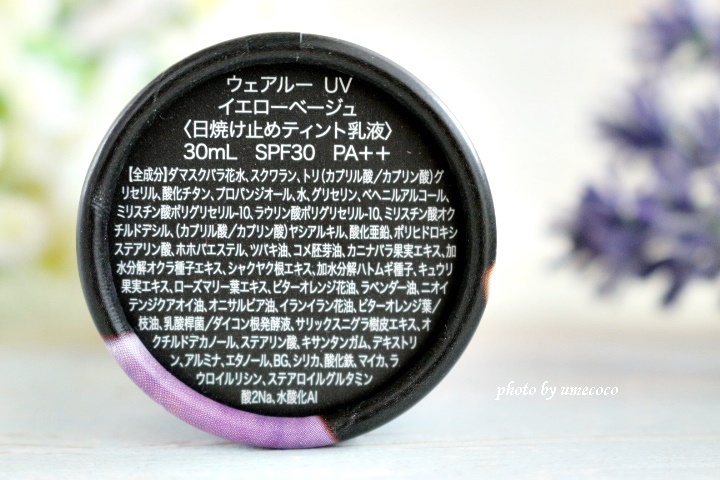 ウェアルー UV
イエローベージュ
〈日焼け止めティント乳液〉
30mL SPF30 PA++
【全成分】ダマスクバラ花水、スクワラン、トリ(カプリル酸/カプリン酸)グ
リセリル、酸化チタン、プロパンジオール、水、グリセリン、ベヘニルアルコール、
ミリスチン酸ポリグリセリル-10、ラウリン酸ポリグリセリル-10、ミリスチン酸オク
チルドデシル、(カプリル酸/カプリン酸)ヤシアルキル、酸化亜鉛、ポリヒドロキシ
ステアリン酸、ホホバエステル、ツバキ油、コメ胚芽油、カニナバラ果実エキス、加
水分解オクラ種子エキス、シャクヤク根エキス、加水分解ハトムギ種子、キュウリ
果実エキス、ローズマリー葉エキス、ビターオレンジ花油、ラベンダー油、ニオイ
テンジクアオイ油、オニサルビア油、イランイラン花油、ビターオレンジ葉/
枝油、乳酸桿菌/ダイコン根発酵液、サリックスニグラ樹皮エキス、オ
クチルドデカノール、ステアリン酸、キサンタンガム、デキストリ
ン、アルミナ、エタノール、BG、シリカ、酸化鉄、マイカ、ラ
ウロイルリシン、ステアロイルグルタミン
酸2Na、水酸化Al
photo by umecoco